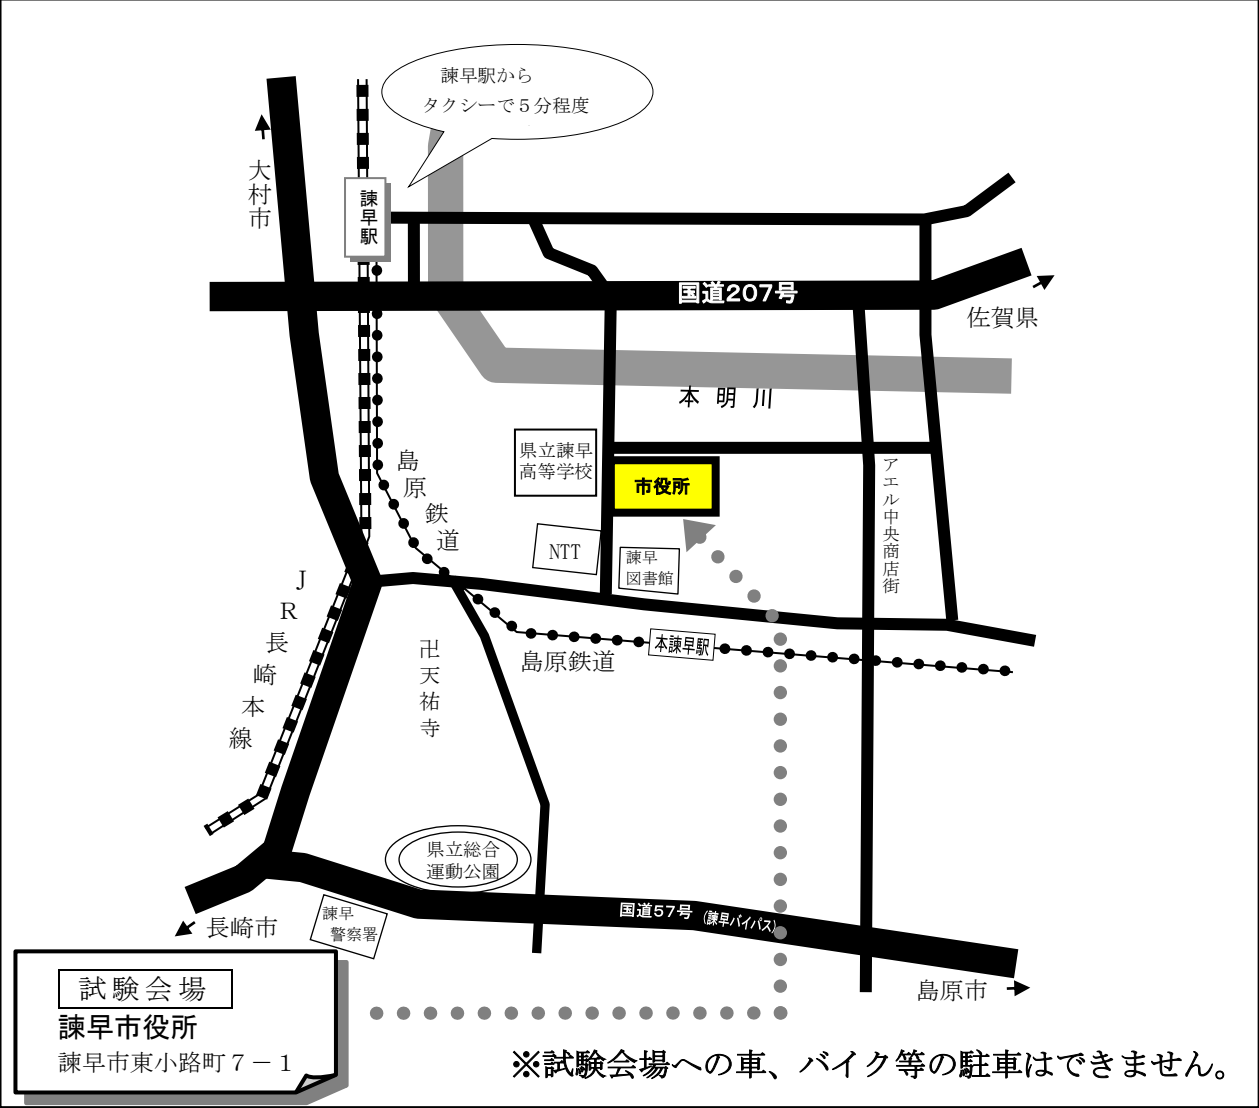 諫早駅から
タクシーで５分程度
大村市
諫早駅
国道207号
佐賀県
本明川
県立諫早
高等学校
市役所
アエル中央商店街
島原鉄道
NTT
諫早
図書館
ＪＲ長崎本線
本諫早駅
島原鉄道
卍天祐寺
県立総合
運動公園
国道57号（諫早バイパス）
諫早
警察署
長崎市
島原市
試験会場
諫早市役所
諫早市東小路町７－１
※試験会場への車、バイク等の駐車はできません。